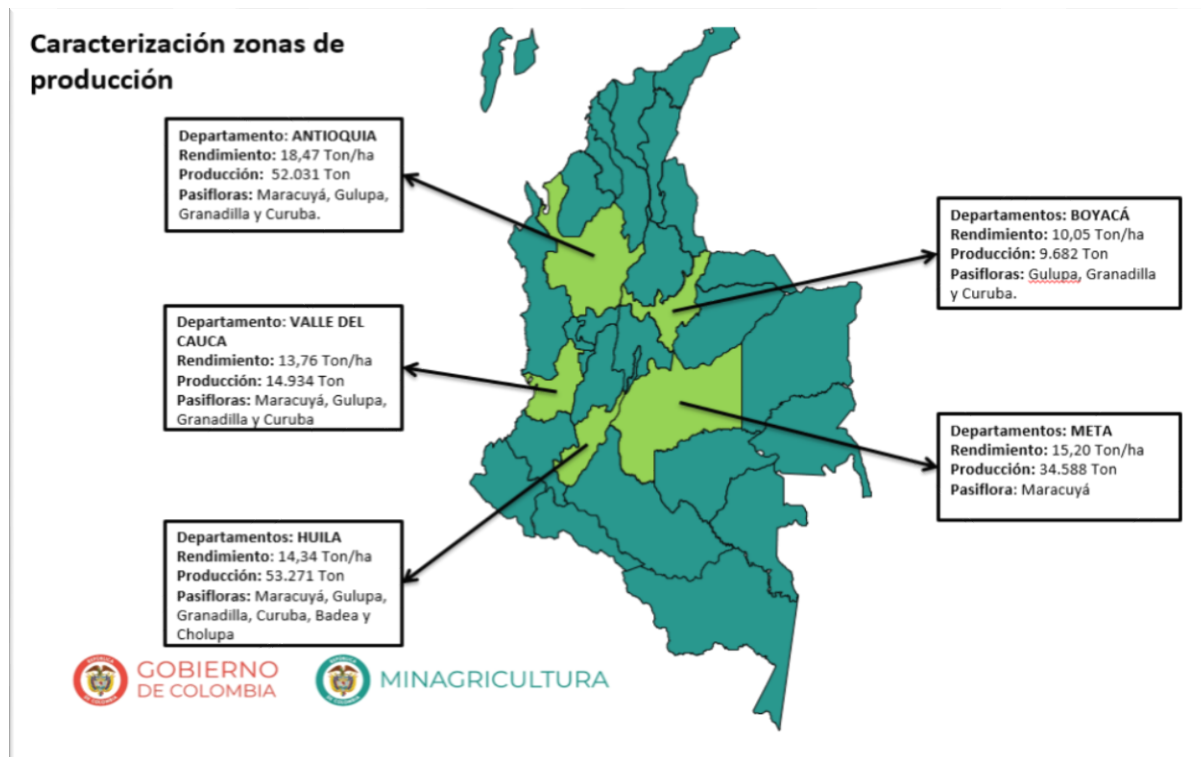 Caracterización zonas de
producción
Departamento: ANTIOQUIA
Rendimiento: 18,47 Ton/ha
Producción: 52.031 Ton
Pasifloras: Maracuyá, Gulupa,
Granadilla y Curuba.
Departamentos: BOYACÁ
Rendimiento: 10,05 Ton/ha
Producción: 9.682 Ton
Pasifloras: Gulupa, Granadilla
y Curuba.
Departamento: VALLE DEL
CAUCA
Rendimiento: 13,76 Ton/ha
Producción: 14.934 Ton
Pasifloras: Maracuyá, Gulupa,
Granadilla y Curuba
Departamentos: META
Rendimiento: 15,20 Ton/ha
Producción: 34.588 Ton
Pasiflora: Maracuyá
Departamentos: HUILA
Rendimiento: 14,34 Ton/ha
Producción: 53.271 Ton
Pasifloras: Maracuyá, Gulupa,
Granadilla, Curuba, Badea y
Cholupa
GOBIERNO
DE COLOMBIA
MINAGRICULTURA